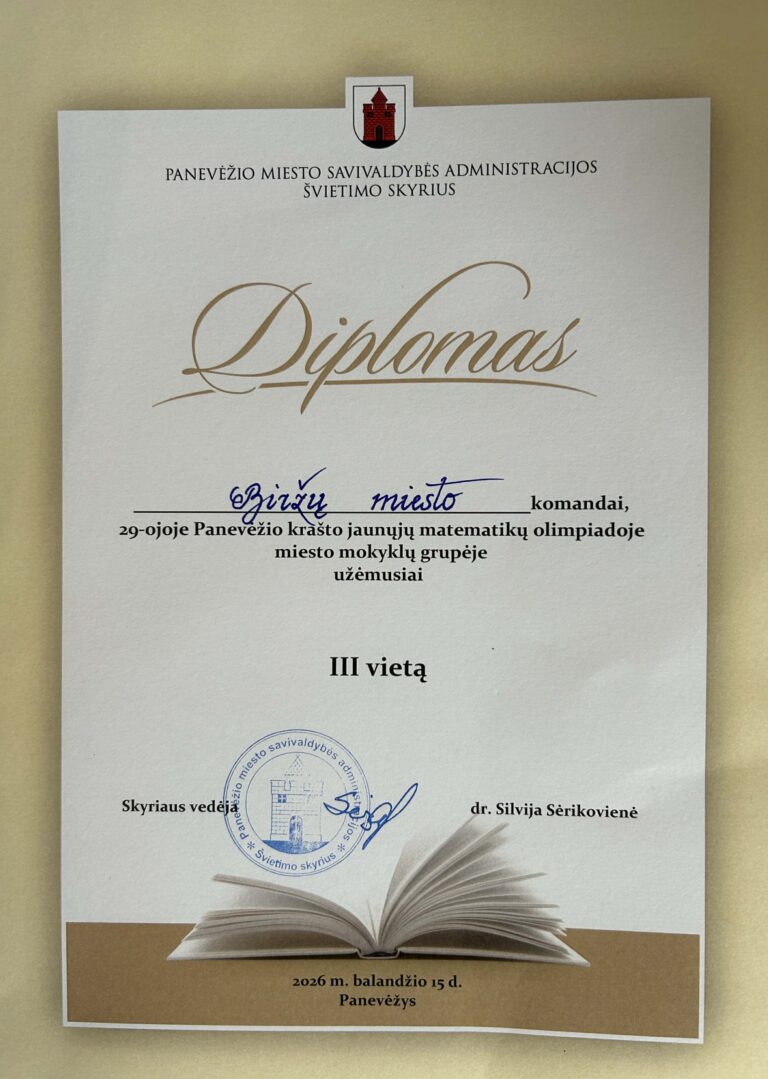 PANEVĖŽIO MIESTO SAVIVALDYBĖS ADMINISTRACIJOS
ŠVIETIMO SKYRIUS
Diplomas
Biržų miesto komandai,
29-ojoje Panevėžio krašto jaunųjų matematikų olimpiadoje
miesto mokyklų grupėje
užėmusiai
III vietą
Skyriaus vedėja
Panevėžio miesto savivaldybės administracijos
* Švietimo skyrius *
dr. Silvija Sėrikovienė
2026 m. balandžio 15 d.
Panevėžys